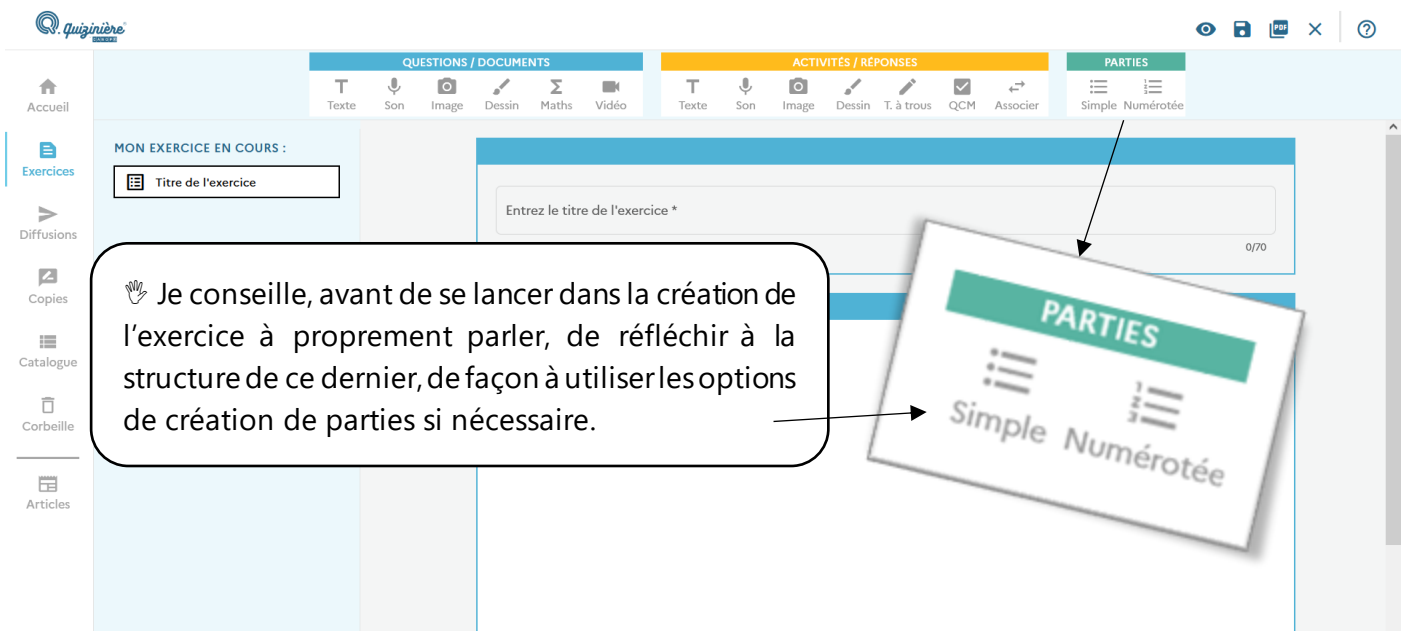 Quizinière
CANOPÉ
PDF
QUESTIONS / DOCUMENTS
ACTIVITÉS / RÉPONSES
PARTIES
Texte Son Image Dessin Maths Vidéo
Texte Son Image Dessin T. à trous QCM Associer
Simple Numérotée
Accueil
Exercices
Diffusions
Copies
Catalogue
Corbeille
Articles
MON EXERCICE EN COURS :
Titre de l'exercice
Entrez le titre de l'exercice *
0/70
🖖 Je conseille, avant de se lancer dans la création de
l’exercice à proprement parler, de réfléchir à la
structure de ce dernier, de façon à utiliser les options
de création de parties si nécessaire.
PARTIES
Simple Numérotée